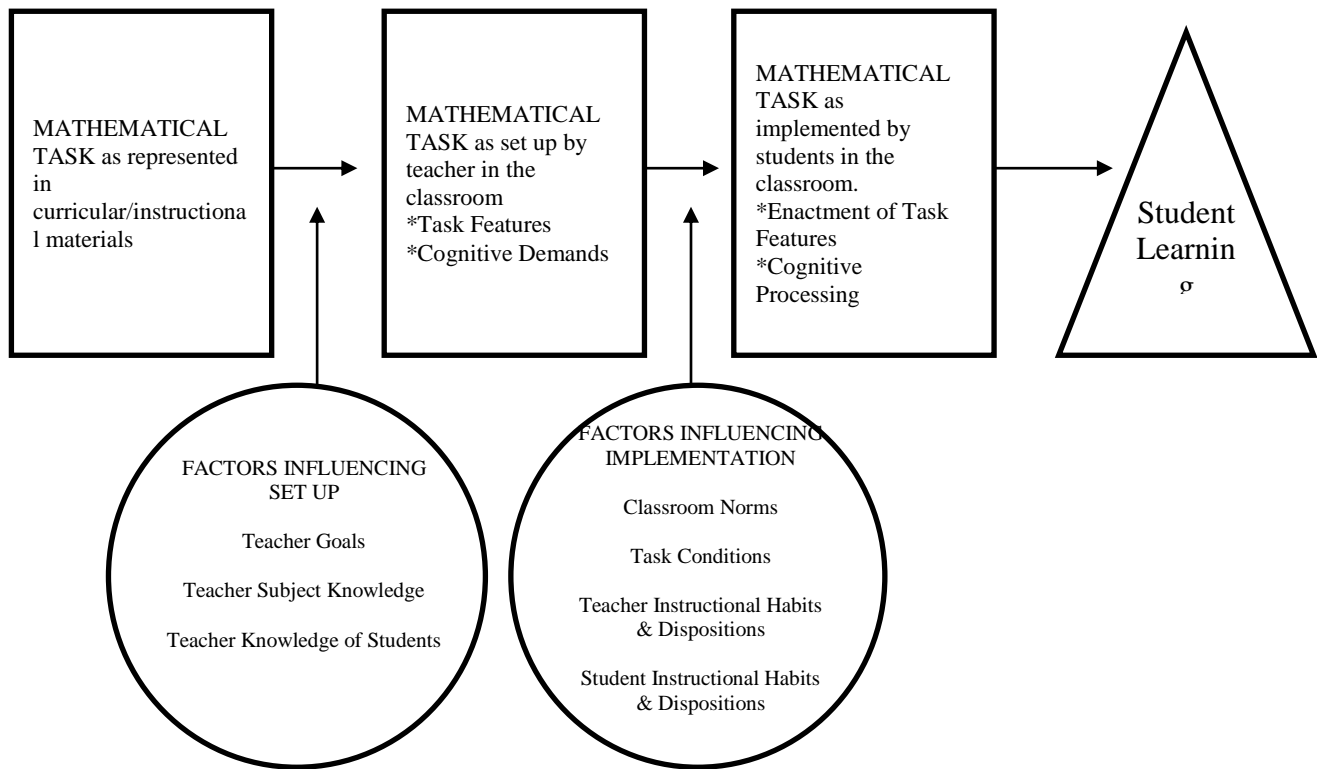 MATHEMATICAL
TASK as represented
in
curricular/instructiona
l materials
MATHEMATICAL
TASK as set up by
teacher in the
classroom
*Task Features
*Cognitive Demands
MATHEMATICAL
TASK as
implemented by
students in the
classroom.
*Enactment of Task
Features
*Cognitive
Processing
Student
Learnin
g
FACTORS INFLUENCING
SET UP
Teacher Goals
Teacher Subject Knowledge
Teacher Knowledge of Students
FACTORS INFLUENCING
IMPLEMENTATION
Classroom Norms
Task Conditions
Teacher Instructional Habits
& Dispositions
Student Instructional Habits
& Dispositions